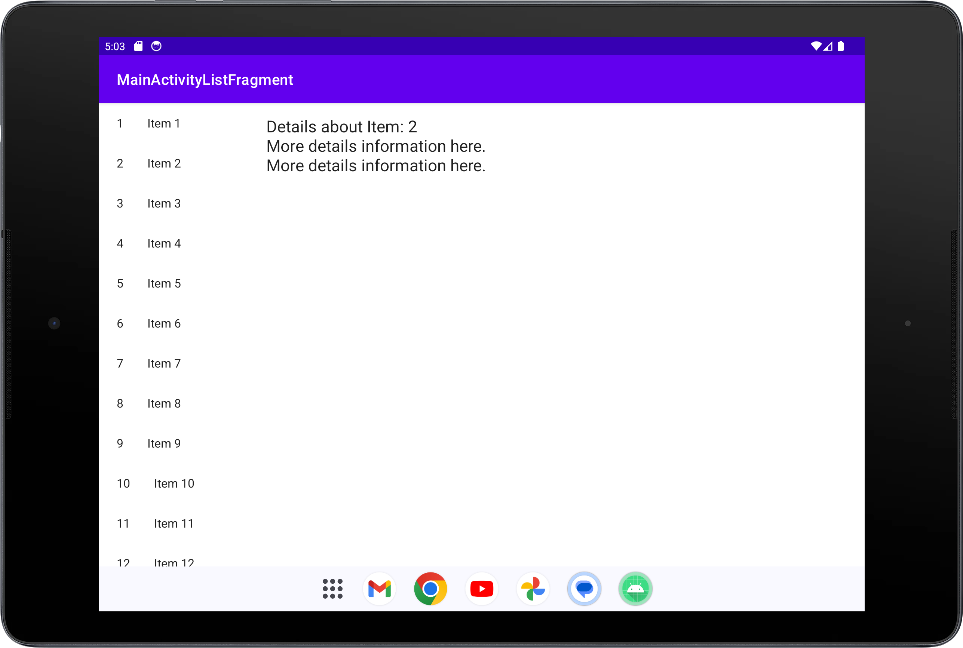 5:03
MainActivityListFragment
1 Item 1
2 Item 2
3 Item 3
4 Item 4
5 Item 5
6 Item 6
7 Item 7
8 Item 8
9 Item 9
10 Item 10
11 Item 11
12 Item 12
Details about Item: 2
More details information here.
More details information here.